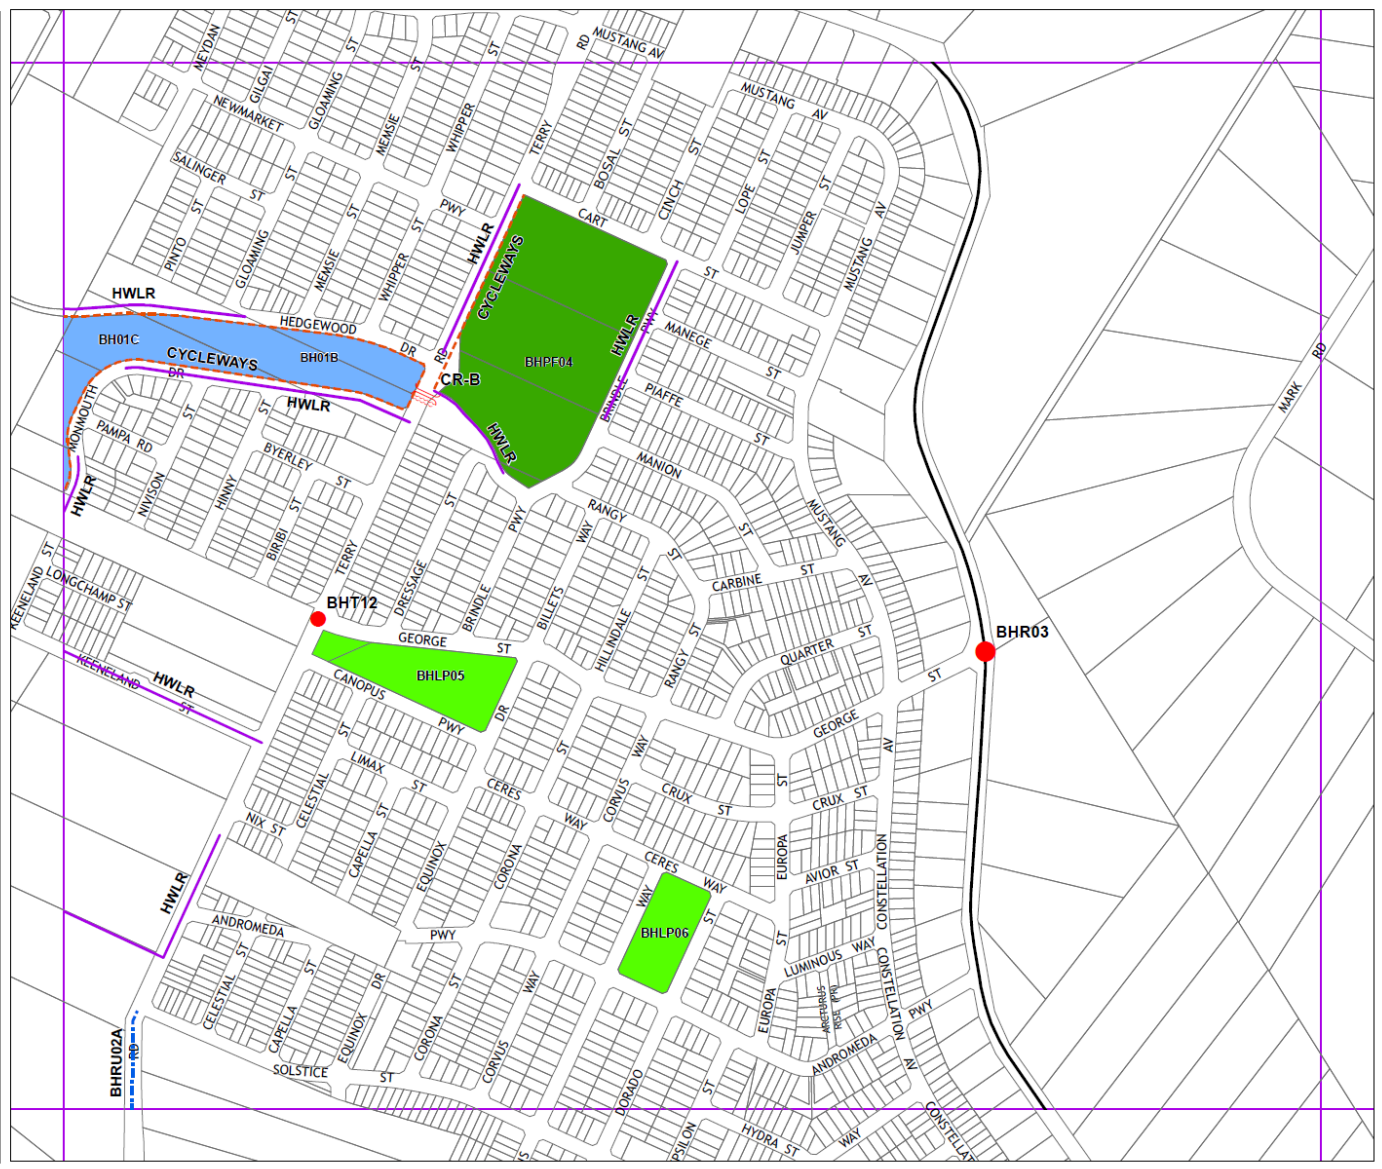 MEYDAN
ST
GILGAI
ST
GLOAMING
ST
MEMSIE
ST
WHIPPER
RD
TERRY
MUSTANG AV
NEWMARKET
BOSAL ST
MUSTANG AV
SALINGER ST
ST
PINTO ST
GLOAMING
MEMSIE ST
WHIPPER ST
PWY
CINCH ST
LOPE ST
JUMPER ST
MUSTANG AV
CART ST
HWLR
CYCLEWAYS
HWLR
HEDGEWOOD DR
RD
BH01C
CYCLEWAYS
BH01B
DR
HWLR
CR-B
BHPF04
HWLR
BRINDLE PWY
MANEGE ST
PIAFFE ST
MARK RD
MONMOUTH
PAMPA RD
ST
NIVISON
ST
HINNY
BYERLEY ST
ST
BIRIBI
HWLR
HWLR
MANION ST
RANGY ST
MUSTANG AV
KEENELAND ST
LONGCHAMP ST
TERRY
ST
DRESSAGE
PWY
BRINDLE
WAY
BILLETS
ST
HILLINDALE
RANGY ST
CARBINE ST
BHT12
GEORGE ST
BHLP05
BHR03
QUARTER ST
GEORGE ST
KEENELAND ST
HWLR
CANOPUS PWY
DR
LIMAX ST
CELESTIAL ST
NIX ST
CAPELLA ST
EQUINOX
CERES WAY
CORONA ST
CORVUS WAY
CRUX ST
EUROPA ST
CRUX ST
AV
AVIOR ST
CONSTELLATION
HWLR
CERES WAY
WAY
ST
BHLP06
ANDROMEDA
PWY
LUMINOUS WAY
EUROPA ST
ARCTURUS
RISE (PR)
CONSTELLATION AV
ANDROMEDA PWY
CELESTIAL ST
CAPELLA ST
EQUINOX DR
CORONA ST
CORVUS WAY
BHRU02A
RD
SOLSTICE ST
DORADO
ST
PSILON
HYDRA ST
WAY
CONSTELLAT